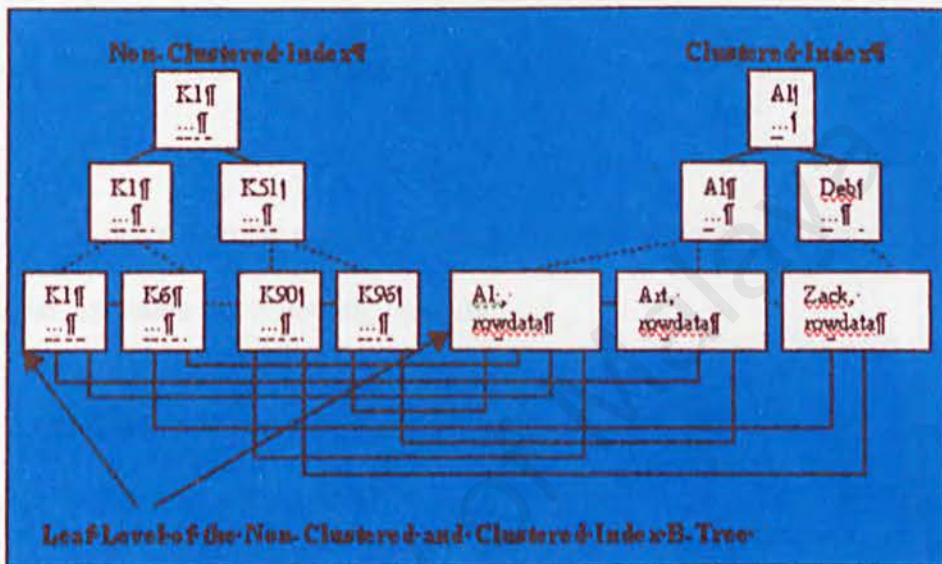 Non-Clustered·Index¶
Clustered·Index¶
K1¶
...¶
Al¶
...¶
K1¶
...¶
K51¶
...¶
Al¶
...¶
Deb¶
...¶
K1¶
...¶
K6¶
...¶
K90¶
...¶
K96¶
...¶
Al·,·
rowdata¶
Art,·
rowdata¶
Zack,·
rowdata¶
Leaf·Level·of·the·Non-Clustered·and·Clustered·Index·B-Tree·